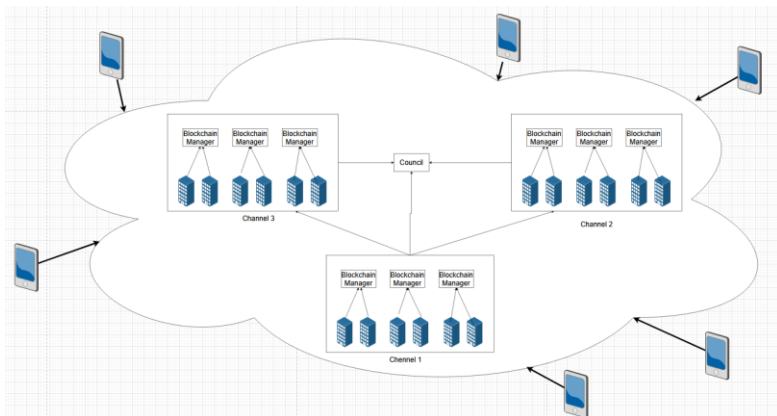 Blockchain
Manager
Blockchain
Manager
Blockchain
Manager
Channel 3
Council
Blockchain
Manager
Blockchain
Manager
Blockchain
Manager
Channel 2
Blockchain
Manager
Blockchain
Manager
Blockchain
Manager
Chennel 1